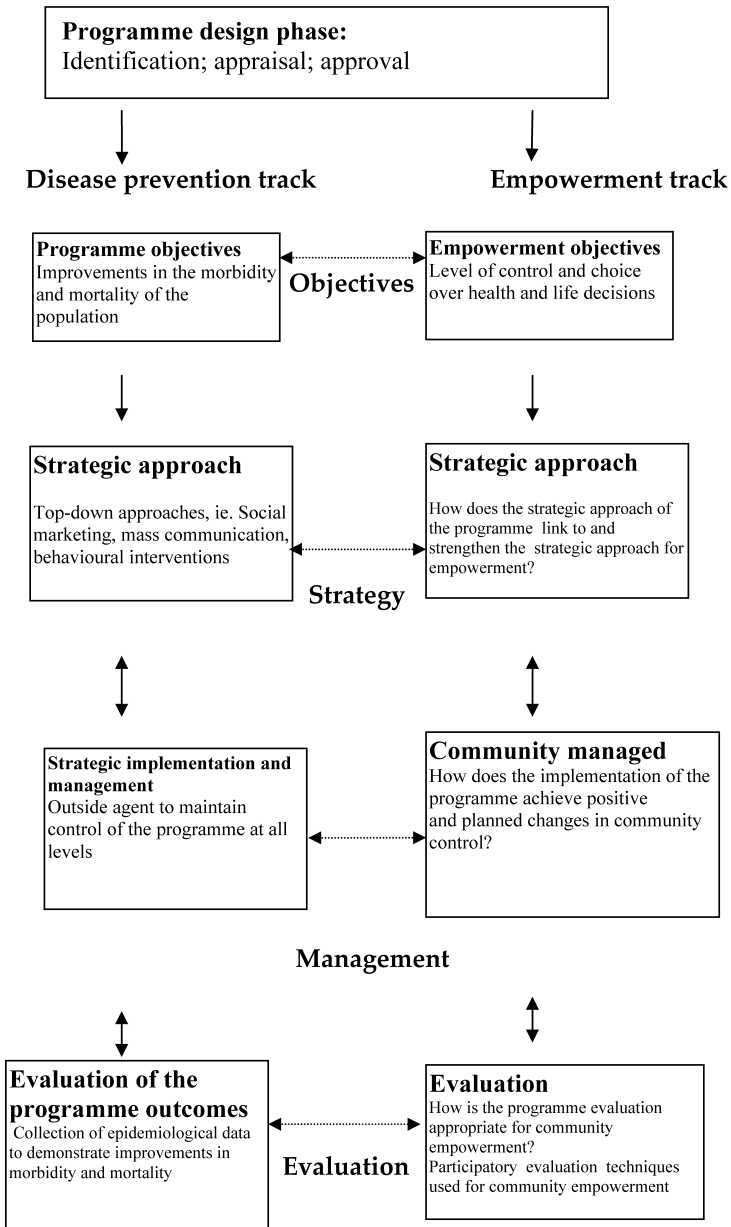 Programme design phase:
Identification; appraisal; approval
Disease prevention track
Empowerment track
Programme objectives
Improvements in the morbidity
and mortality of the
population
Objectives
Empowerment objectives
Level of control and choice
over health and life decisions
Strategic approach
Top-down approaches, ie. Social
marketing, mass communication,
behavioural interventions
Strategy
Strategic approach
How does the strategic approach of
the programme link to and
strengthen the strategic approach for
empowerment?
Strategic implementation and
management
Outside agent to maintain
control of the programme at all
levels
Community managed
How does the implementation of the
programme achieve positive
and planned changes in community
control?
Management
Evaluation of the
programme outcomes
Collection of epidemiological data
to demonstrate improvements in
morbidity and mortality
Evaluation
Evaluation
How is the programme evaluation
appropriate for community
empowerment?
Participatory evaluation techniques
used for community empowerment